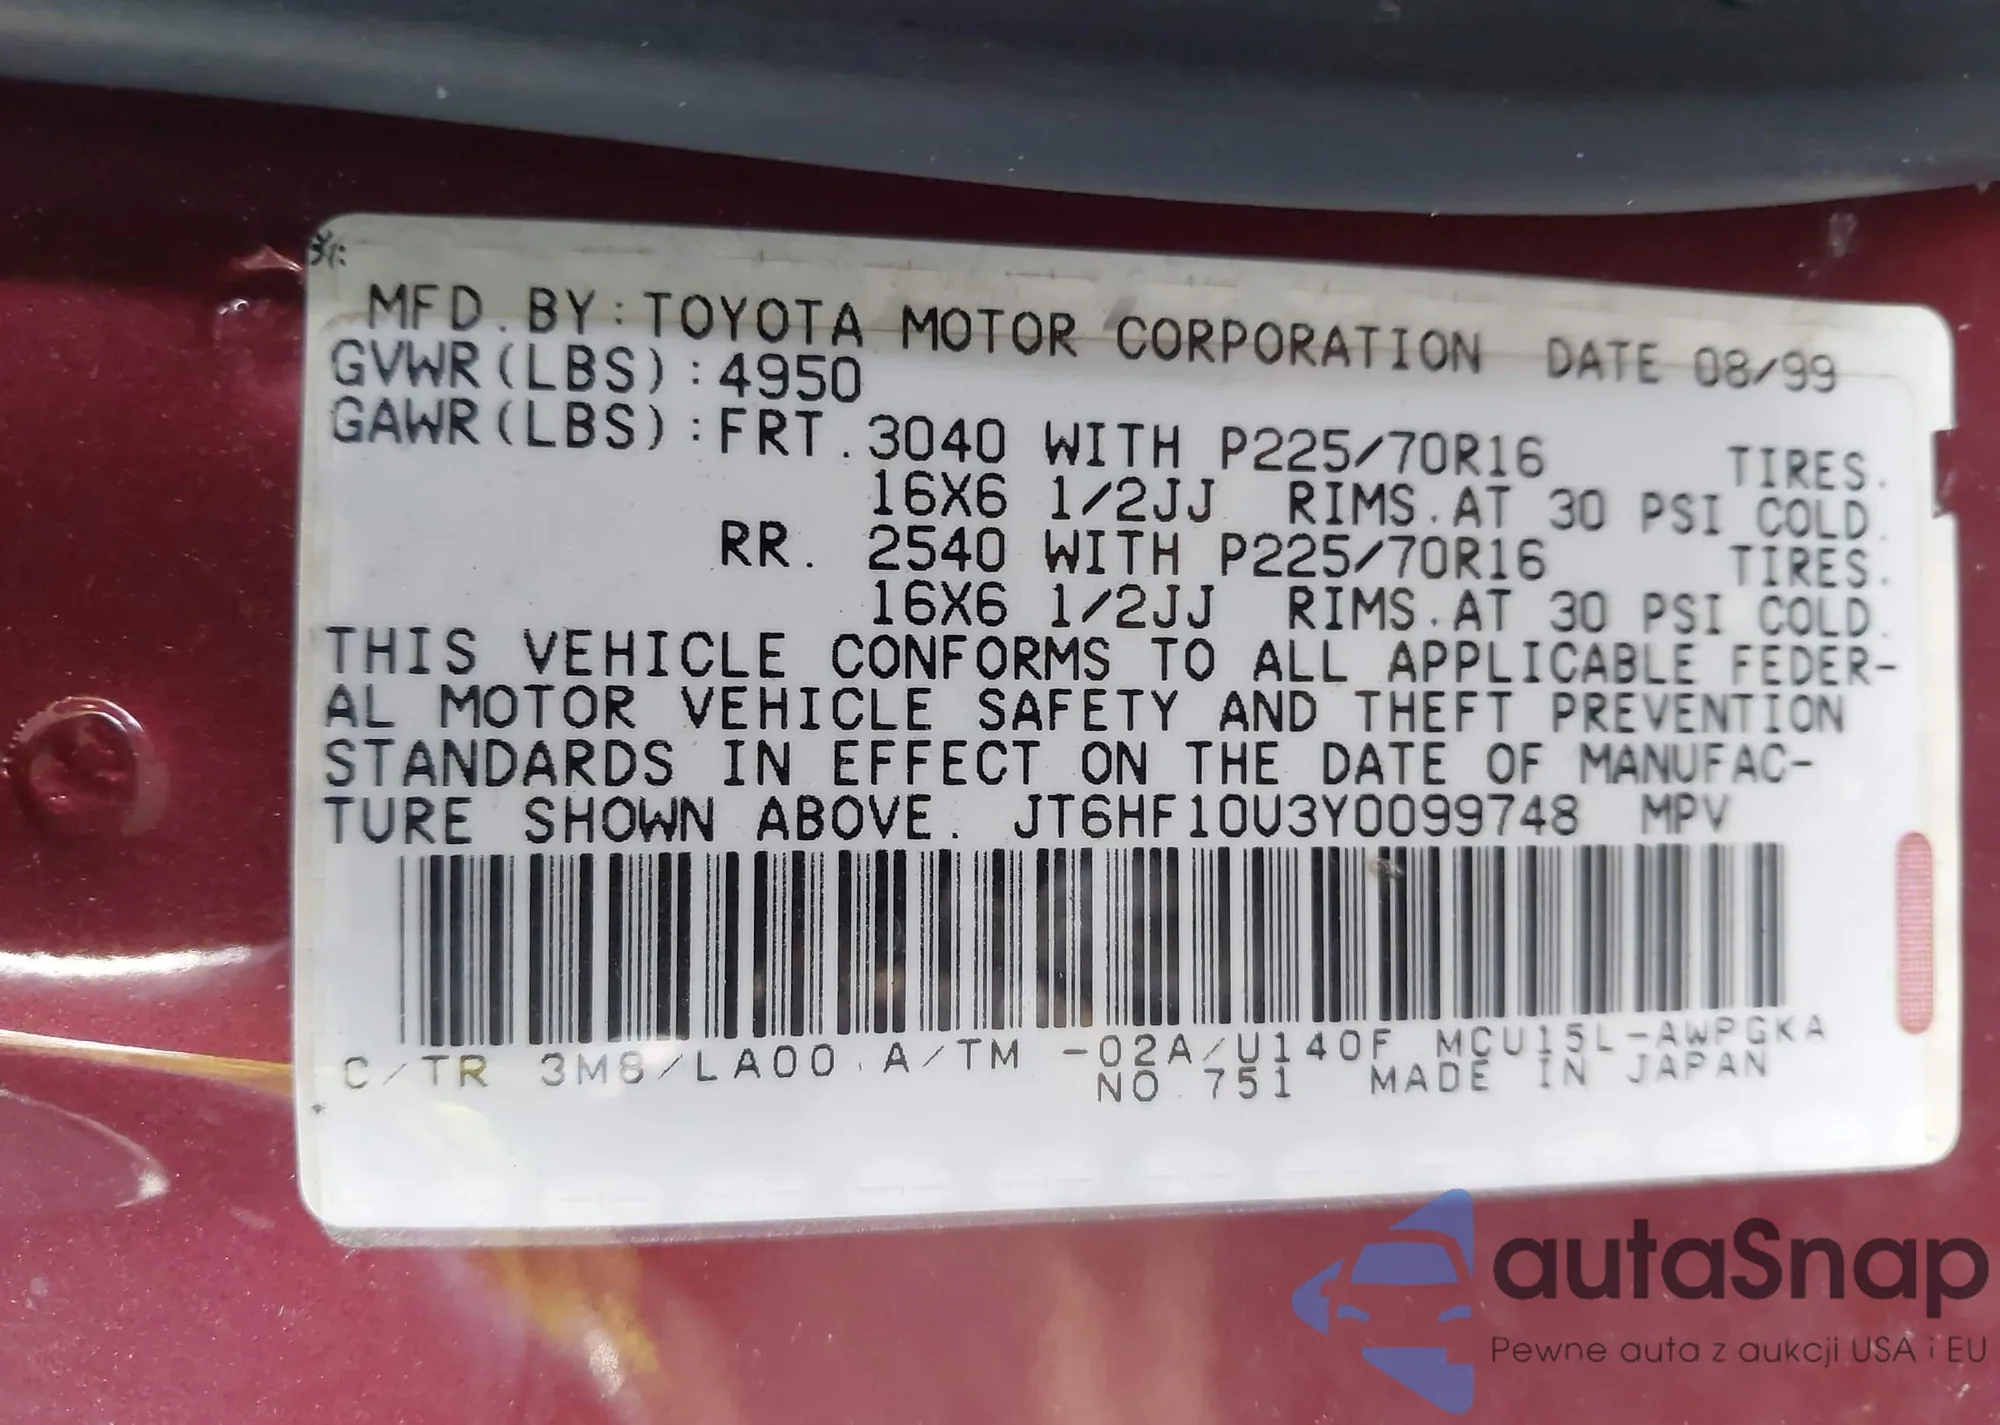 MFD.BY:TOYOTA MOTOR CORPORATION DATE 08/99
GVWR(LBS):4950
GAWR(LBS):FRT.3040 WITH P225/70R16 TIRES.
16X6 1/2JJ RIMS.AT 30 PSI COLD.
RR. 2540 WITH P225/70R16 TIRES.
16X6 1/2JJ RIMS.AT 30 PSI COLD.
THIS VEHICLE CONFORMS TO ALL APPLICABLE FEDER-
AL MOTOR VEHICLE SAFETY AND THEFT PREVENTION
STANDARDS IN EFFECT ON THE DATE OF MANUFAC-
TURE SHOWN ABOVE. JT6HF10U3Y0099748 MPV
C/TR 3M8/LA00.A/TM -02A/U140F MCU15L-AWPGKA
NO.751 MADE IN JAPAN
autaSnap
Pewne auta z aukcji USA i EU